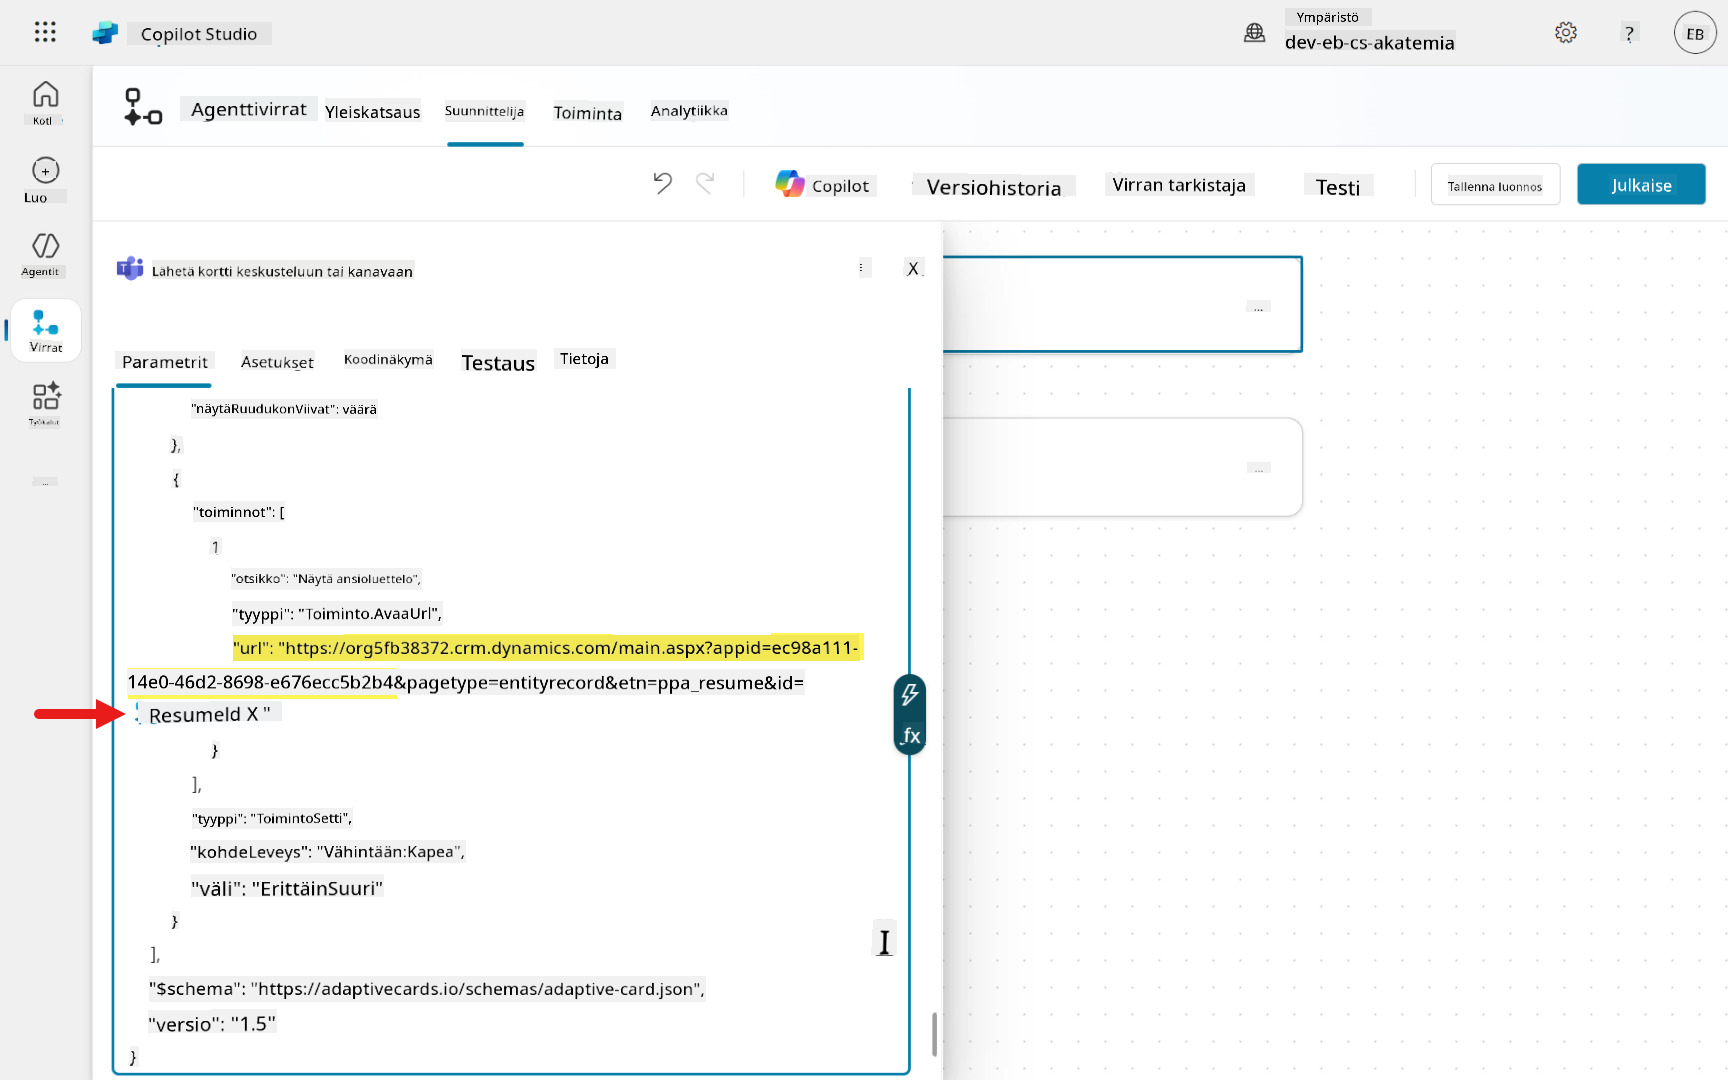 Copilot Studio
Ympäristö
dev-eb-cs-akatemia
?
EB
Koti
Luo
Agentit
Virrat
Työkalut
...
Agenttivirrat
Yleiskatsaus
Suunnittelija
Toiminta
Analytiikka
Copilot
Versiohistoria
Virran tarkistaja
Testi
Tallenna luonnos
Julkaise
Lähetä kortti keskusteluun tai kanavaan
X
Parametrit
Asetukset
Koodinäkymä
Testaus
Tietoja
"näytäRuudukonViivat": väärä
},
{
"toiminnot": [
1
"otsikko": "Näytä ansioluettelo",
"tyyppi": "Toiminto.AvaaUrl",
"url": "https://org5fb38372.crm.dynamics.com/main.aspx?appid=ec98a111-
14e0-46d2-8698-e676ecc5b2b4&pagetype=entityrecord&etn=ppa_resume&id=
ResumeId X "
}
],
"tyyppi": "ToimintoSetti",
"kohdeLeveys": "Vähintään:Kapea",
"väli": "ErittäinSuuri"
}
],
"$schema": "https://adaptivecards.io/schemas/adaptive-card.json",
"versio": "1.5"
}
fx
...
...